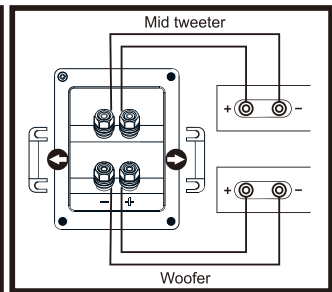 Mid tweeter
+ −
− +
+ −
Woofer